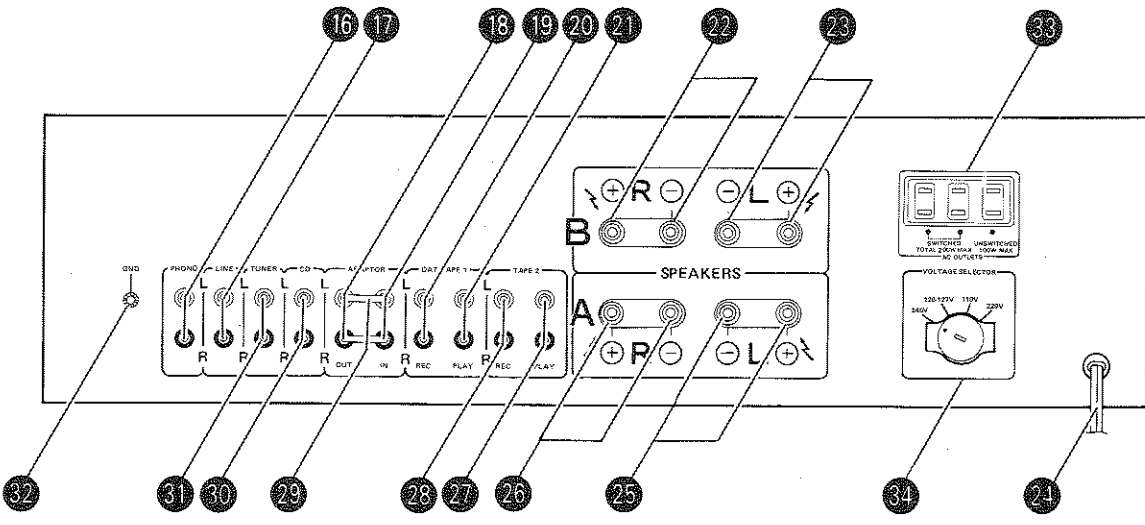 16 17 18 19 20 21 22 23 33
+ R − − L +
B
SWITCHED UNSWITCHED
TOTAL 200W MAX 500W MAX
AC OUTLETS
SPEAKERS
GND
PHONO LINE TUNER CD ADAPTOR DAT/TAPE 1 TAPE 2
L L L L L L
R R R R R R
OUT IN REC PLAY REC PLAY
A
+ R − − L +
VOLTAGE SELECTOR
240V 120-127V 110V 220V
32 31 30 29 28 27 26 25 34 24